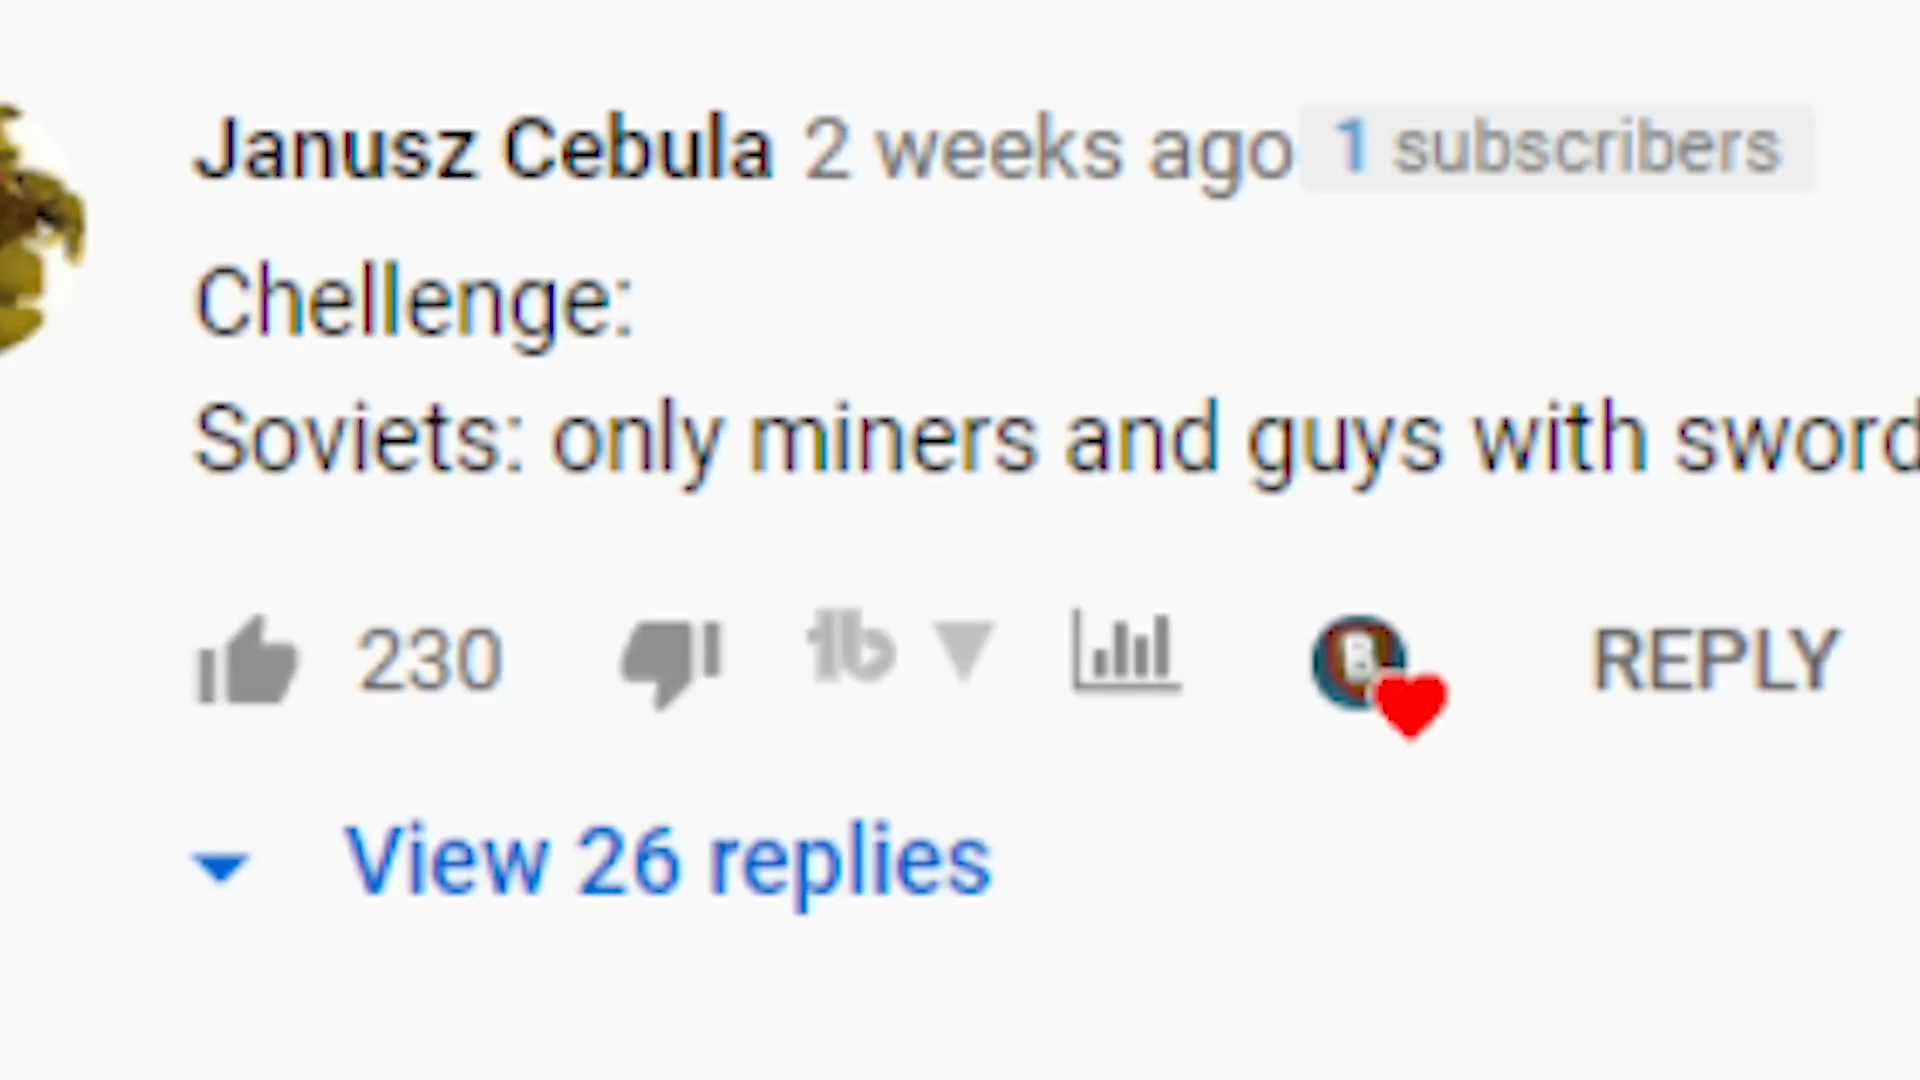 Janusz Cebula 2 weeks ago 1 subscribers
Chellenge:
Soviets: only miners and guys with sword
230 REPLY
View 26 replies